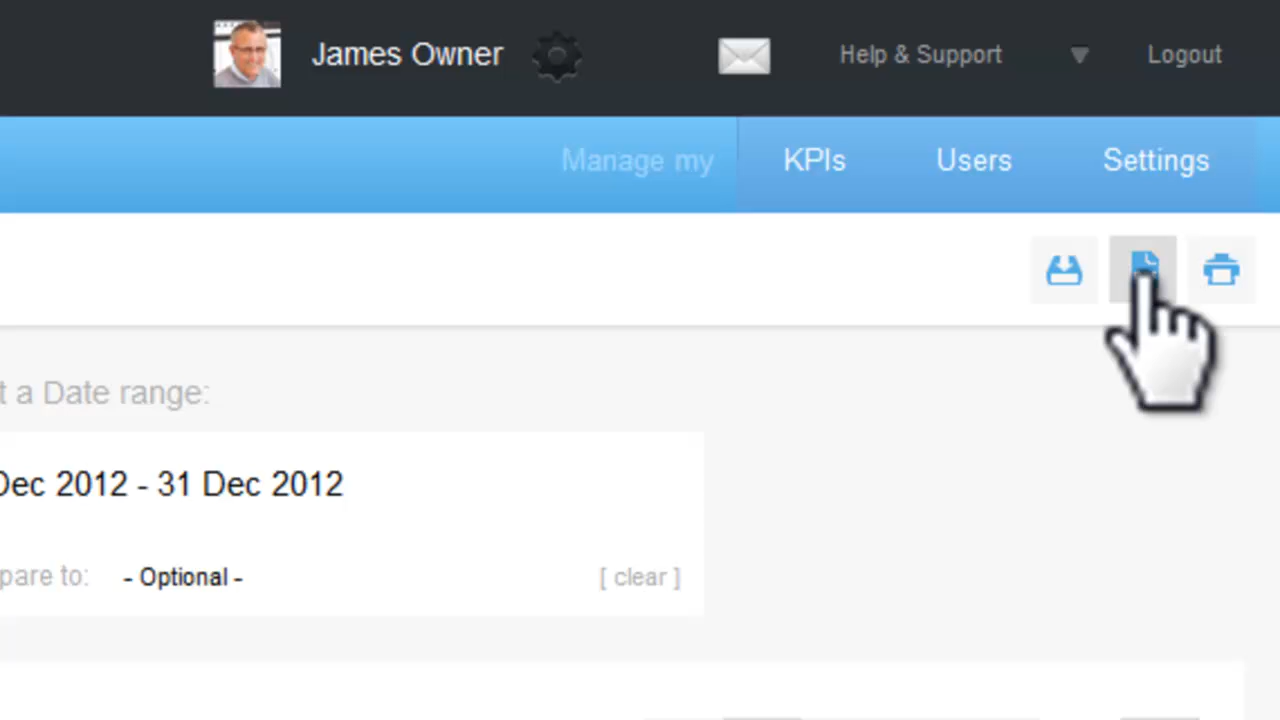 James Owner Help & Support Logout
Manage my KPIs Users Settings
t a Date range:
Dec 2012 - 31 Dec 2012
pare to: - Optional - [ clear ]